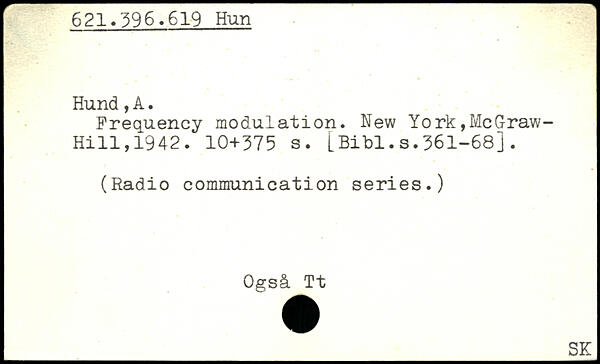 621.396.619 Hun
Hund,A.
Frequency modulation. New York,McGraw-
Hill,1942. 10+375 s. [Bibl.s.361-68].
(Radio communication series.)
Også Tt
SK